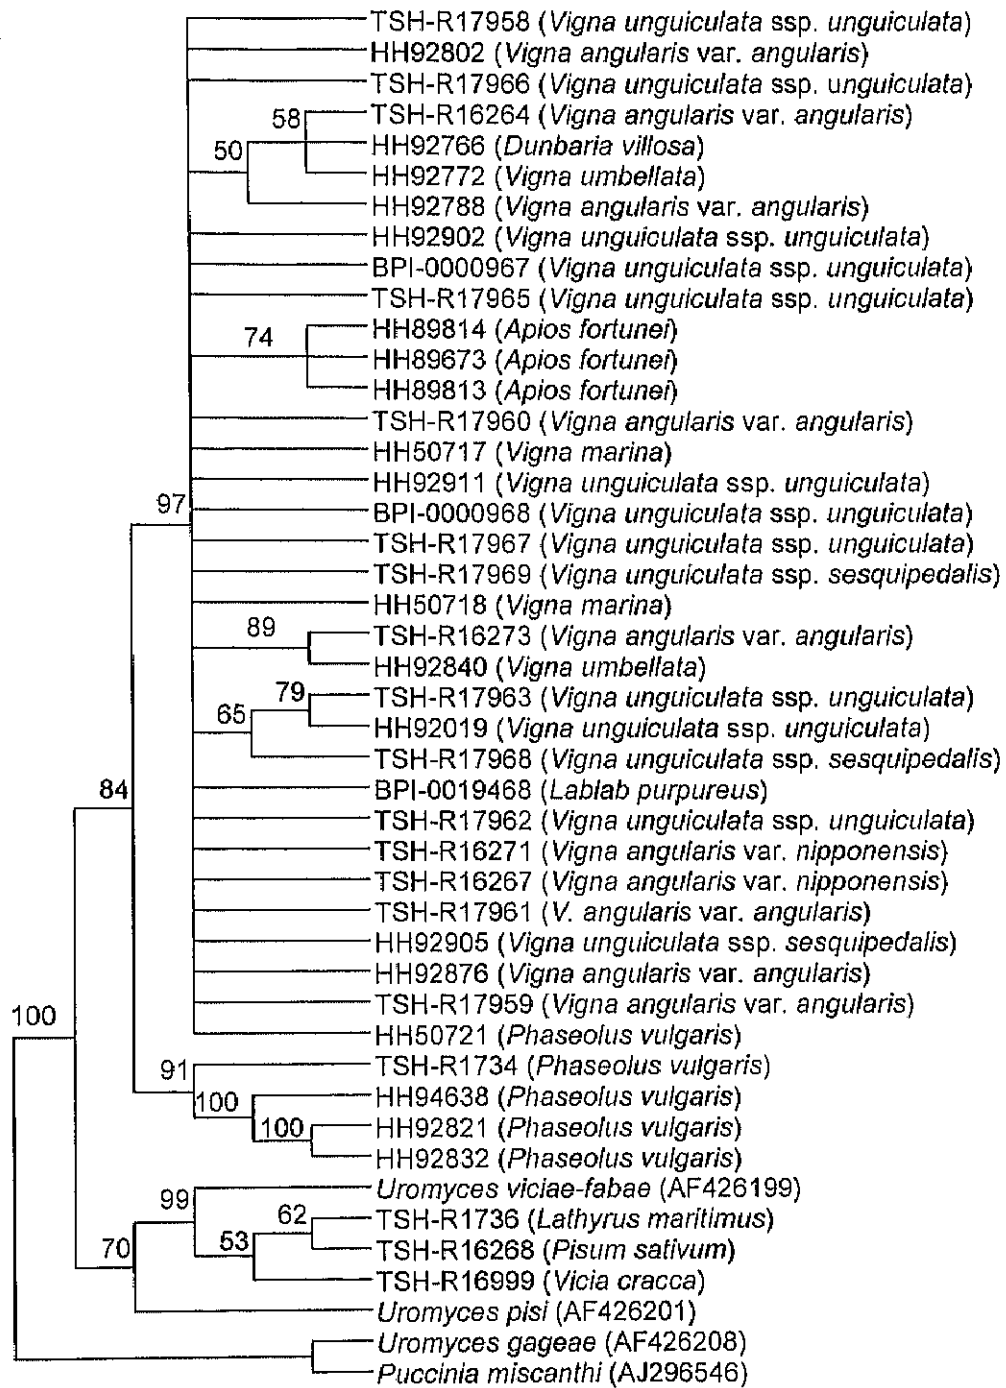 TSH-R17958 (Vigna unguiculata ssp. unguiculata)
HH92802 (Vigna angularis var. angularis)
TSH-R17966 (Vigna unguiculata ssp. unguiculata)
58 TSH-R16264 (Vigna angularis var. angularis)
50 HH92766 (Dunbaria villosa)
HH92772 (Vigna umbellata)
HH92788 (Vigna angularis var. angularis)
HH92902 (Vigna unguiculata ssp. unguiculata)
BPI-0000967 (Vigna unguiculata ssp. unguiculata)
TSH-R17965 (Vigna unguiculata ssp. unguiculata)
74 HH89814 (Apios fortunei)
HH89673 (Apios fortunei)
HH89813 (Apios fortunei)
TSH-R17960 (Vigna angularis var. angularis)
HH50717 (Vigna marina)
HH92911 (Vigna unguiculata ssp. unguiculata)
97 BPI-0000968 (Vigna unguiculata ssp. unguiculata)
TSH-R17967 (Vigna unguiculata ssp. unguiculata)
TSH-R17969 (Vigna unguiculata ssp. sesquipedalis)
HH50718 (Vigna marina)
89 TSH-R16273 (Vigna angularis var. angularis)
HH92840 (Vigna umbellata)
79 TSH-R17963 (Vigna unguiculata ssp. unguiculata)
65 HH92019 (Vigna unguiculata ssp. unguiculata)
TSH-R17968 (Vigna unguiculata ssp. sesquipedalis)
84 BPI-0019468 (Lablab purpureus)
TSH-R17962 (Vigna unguiculata ssp. unguiculata)
TSH-R16271 (Vigna angularis var. nipponensis)
TSH-R16267 (Vigna angularis var. nipponensis)
TSH-R17961 (V. angularis var. angularis)
HH92905 (Vigna unguiculata ssp. sesquipedalis)
HH92876 (Vigna angularis var. angularis)
TSH-R17959 (Vigna angularis var. angularis)
100 HH50721 (Phaseolus vulgaris)
91 TSH-R1734 (Phaseolus vulgaris)
100 HH94638 (Phaseolus vulgaris)
100 HH92821 (Phaseolus vulgaris)
HH92832 (Phaseolus vulgaris)
99 Uromyces viciae-fabae (AF426199)
62 TSH-R1736 (Lathyrus maritimus)
70 53 TSH-R16268 (Pisum sativum)
TSH-R16999 (Vicia cracca)
Uromyces pisi (AF426201)
Uromyces gageae (AF426208)
Puccinia miscanthi (AJ296546)